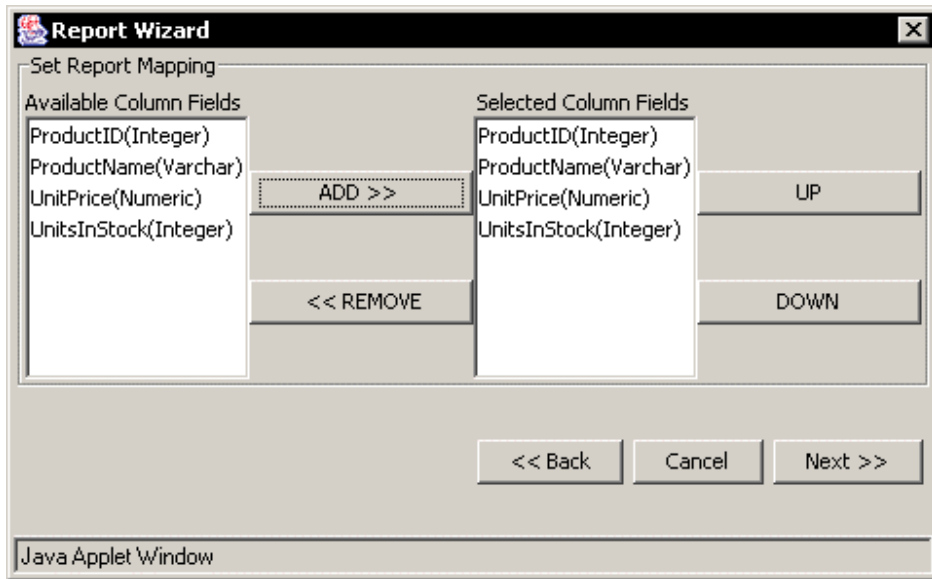 Report Wizard
Set Report Mapping
Available Column Fields
ProductID(Integer)
ProductName(Varchar)
UnitPrice(Numeric)
UnitsInStock(Integer)
ADD >>
<< REMOVE
Selected Column Fields
ProductID(Integer)
ProductName(Varchar)
UnitPrice(Numeric)
UnitsInStock(Integer)
UP
DOWN
<< Back
Cancel
Next >>
Java Applet Window